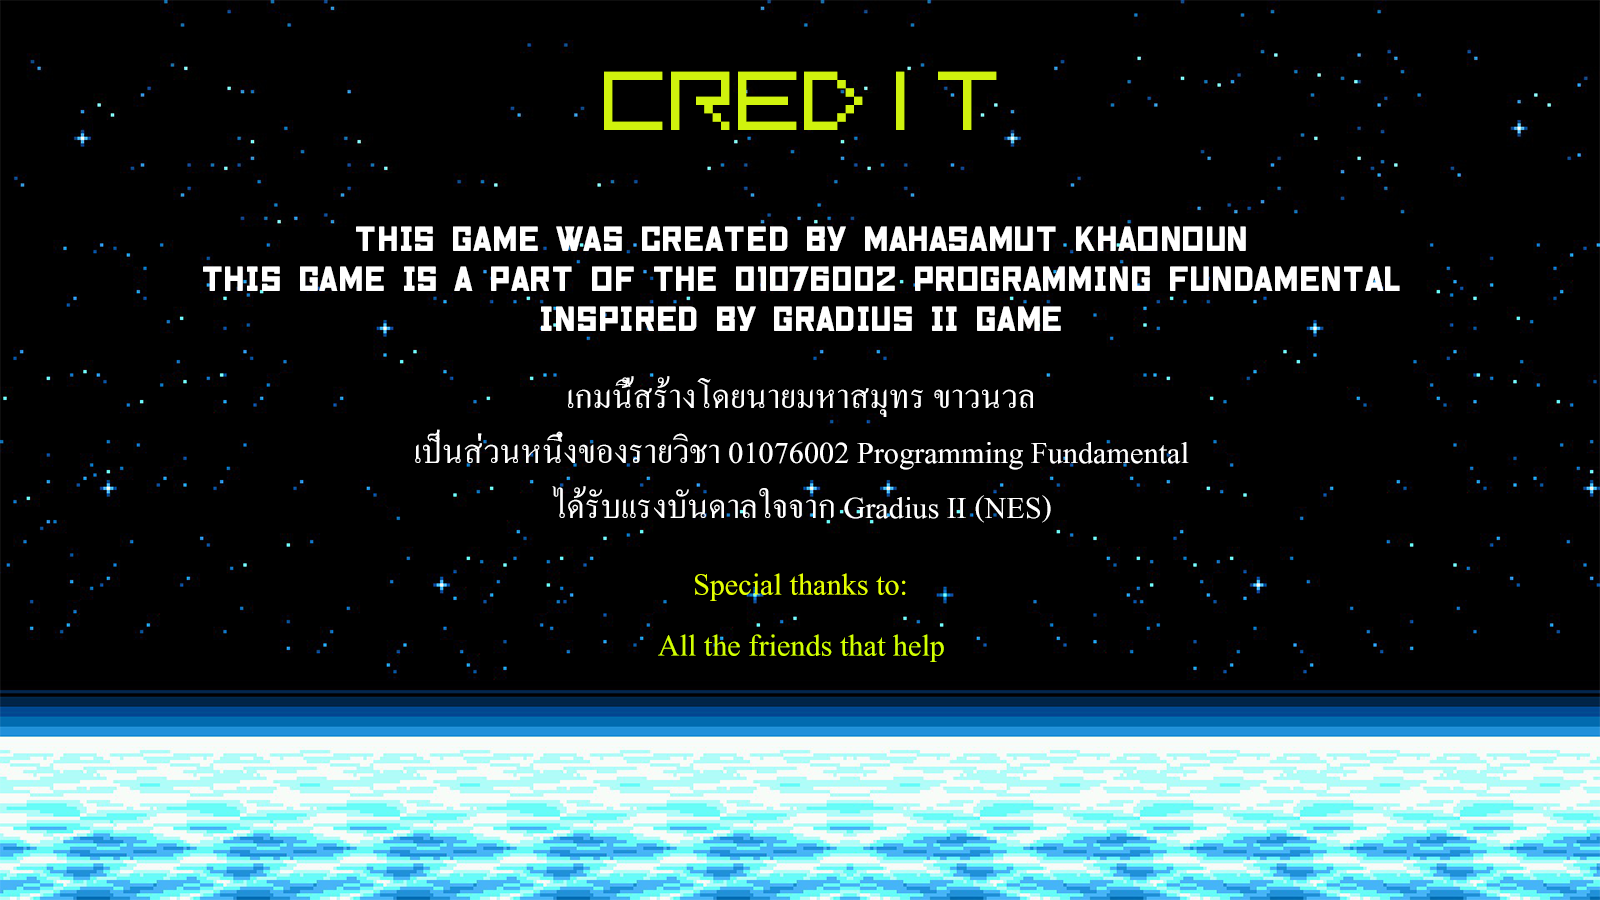 CREDIT
THIS GAME WAS CREATED BY MAHASAMUT KHAONOUN
THIS GAME IS A PART OF THE 01076002 PROGRAMMING FUNDAMENTAL
INSPIRED BY GRADIUS II GAME
เกมนี้สร้างโดยนายมหาสมุทร ขาวนวล
เป็นส่วนหนึ่งของรายวิชา 01076002 Programming Fundamental
ได้รับแรงบันดาลใจจาก Gradius II (NES)
Special thanks to:
All the friends that help